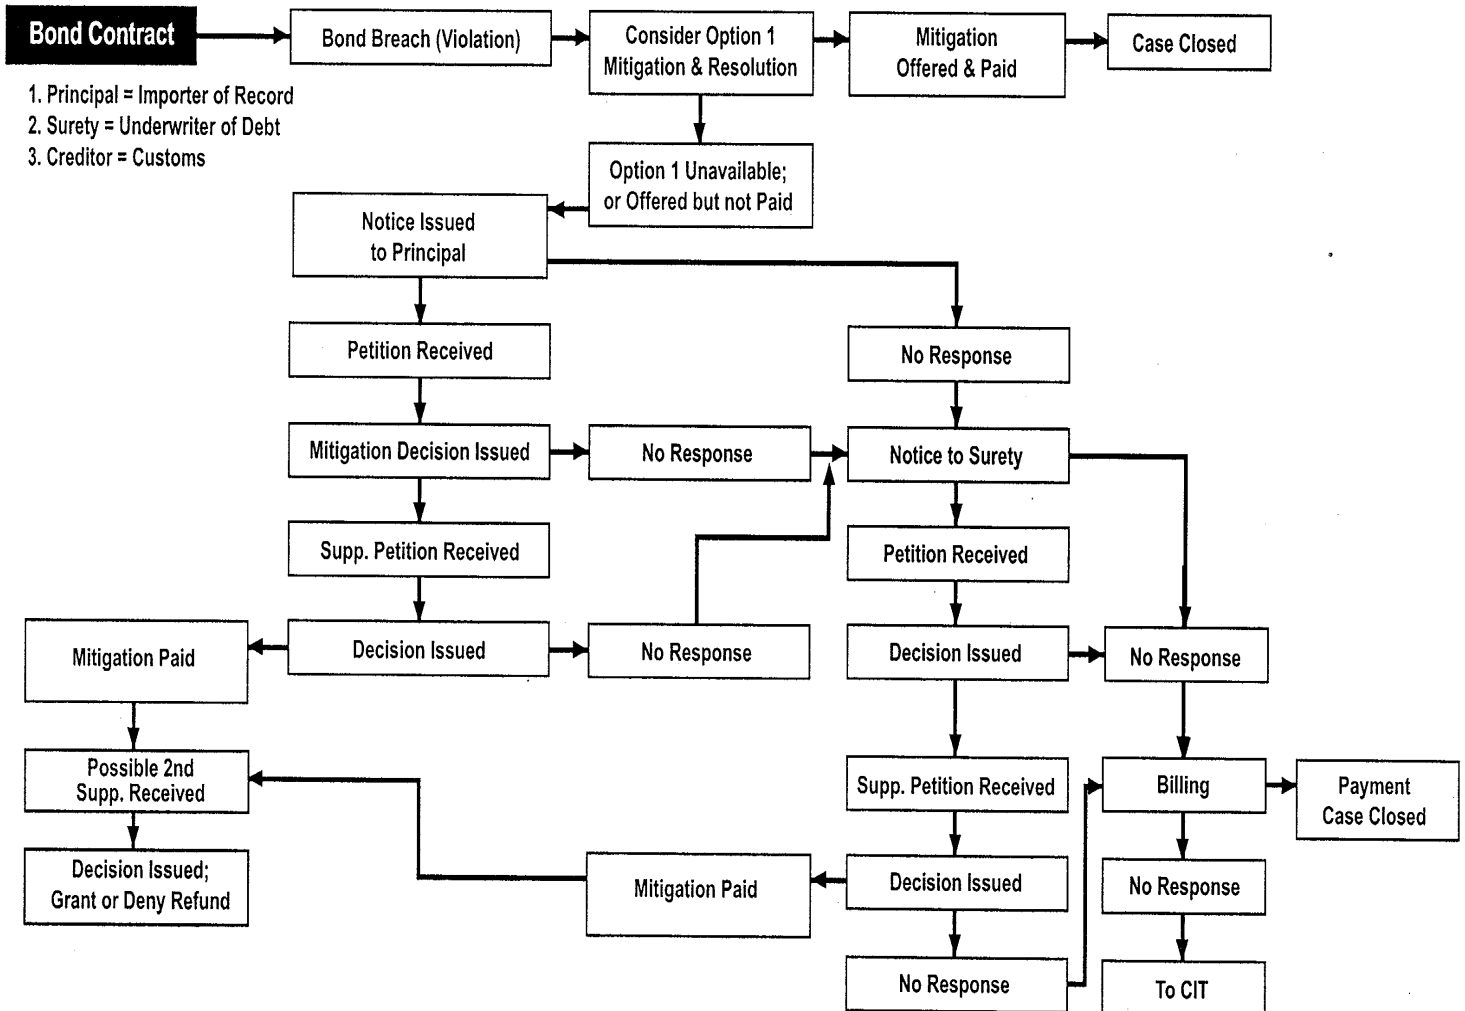 Bond Contract
Bond Breach (Violation)
Consider Option 1
Mitigation & Resolution
Mitigation
Offered & Paid
Case Closed
1. Principal = Importer of Record
2. Surety = Underwriter of Debt
3. Creditor = Customs
Option 1 Unavailable;
or Offered but not Paid
Notice Issued
to Principal
Petition Received
No Response
Mitigation Decision Issued
No Response
Notice to Surety
Supp. Petition Received
Petition Received
Mitigation Paid
Decision Issued
No Response
Decision Issued
No Response
Possible 2nd
Supp. Received
Supp. Petition Received
Billing
Payment
Case Closed
Decision Issued;
Grant or Deny Refund
Mitigation Paid
Decision Issued
No Response
No Response
To CIT